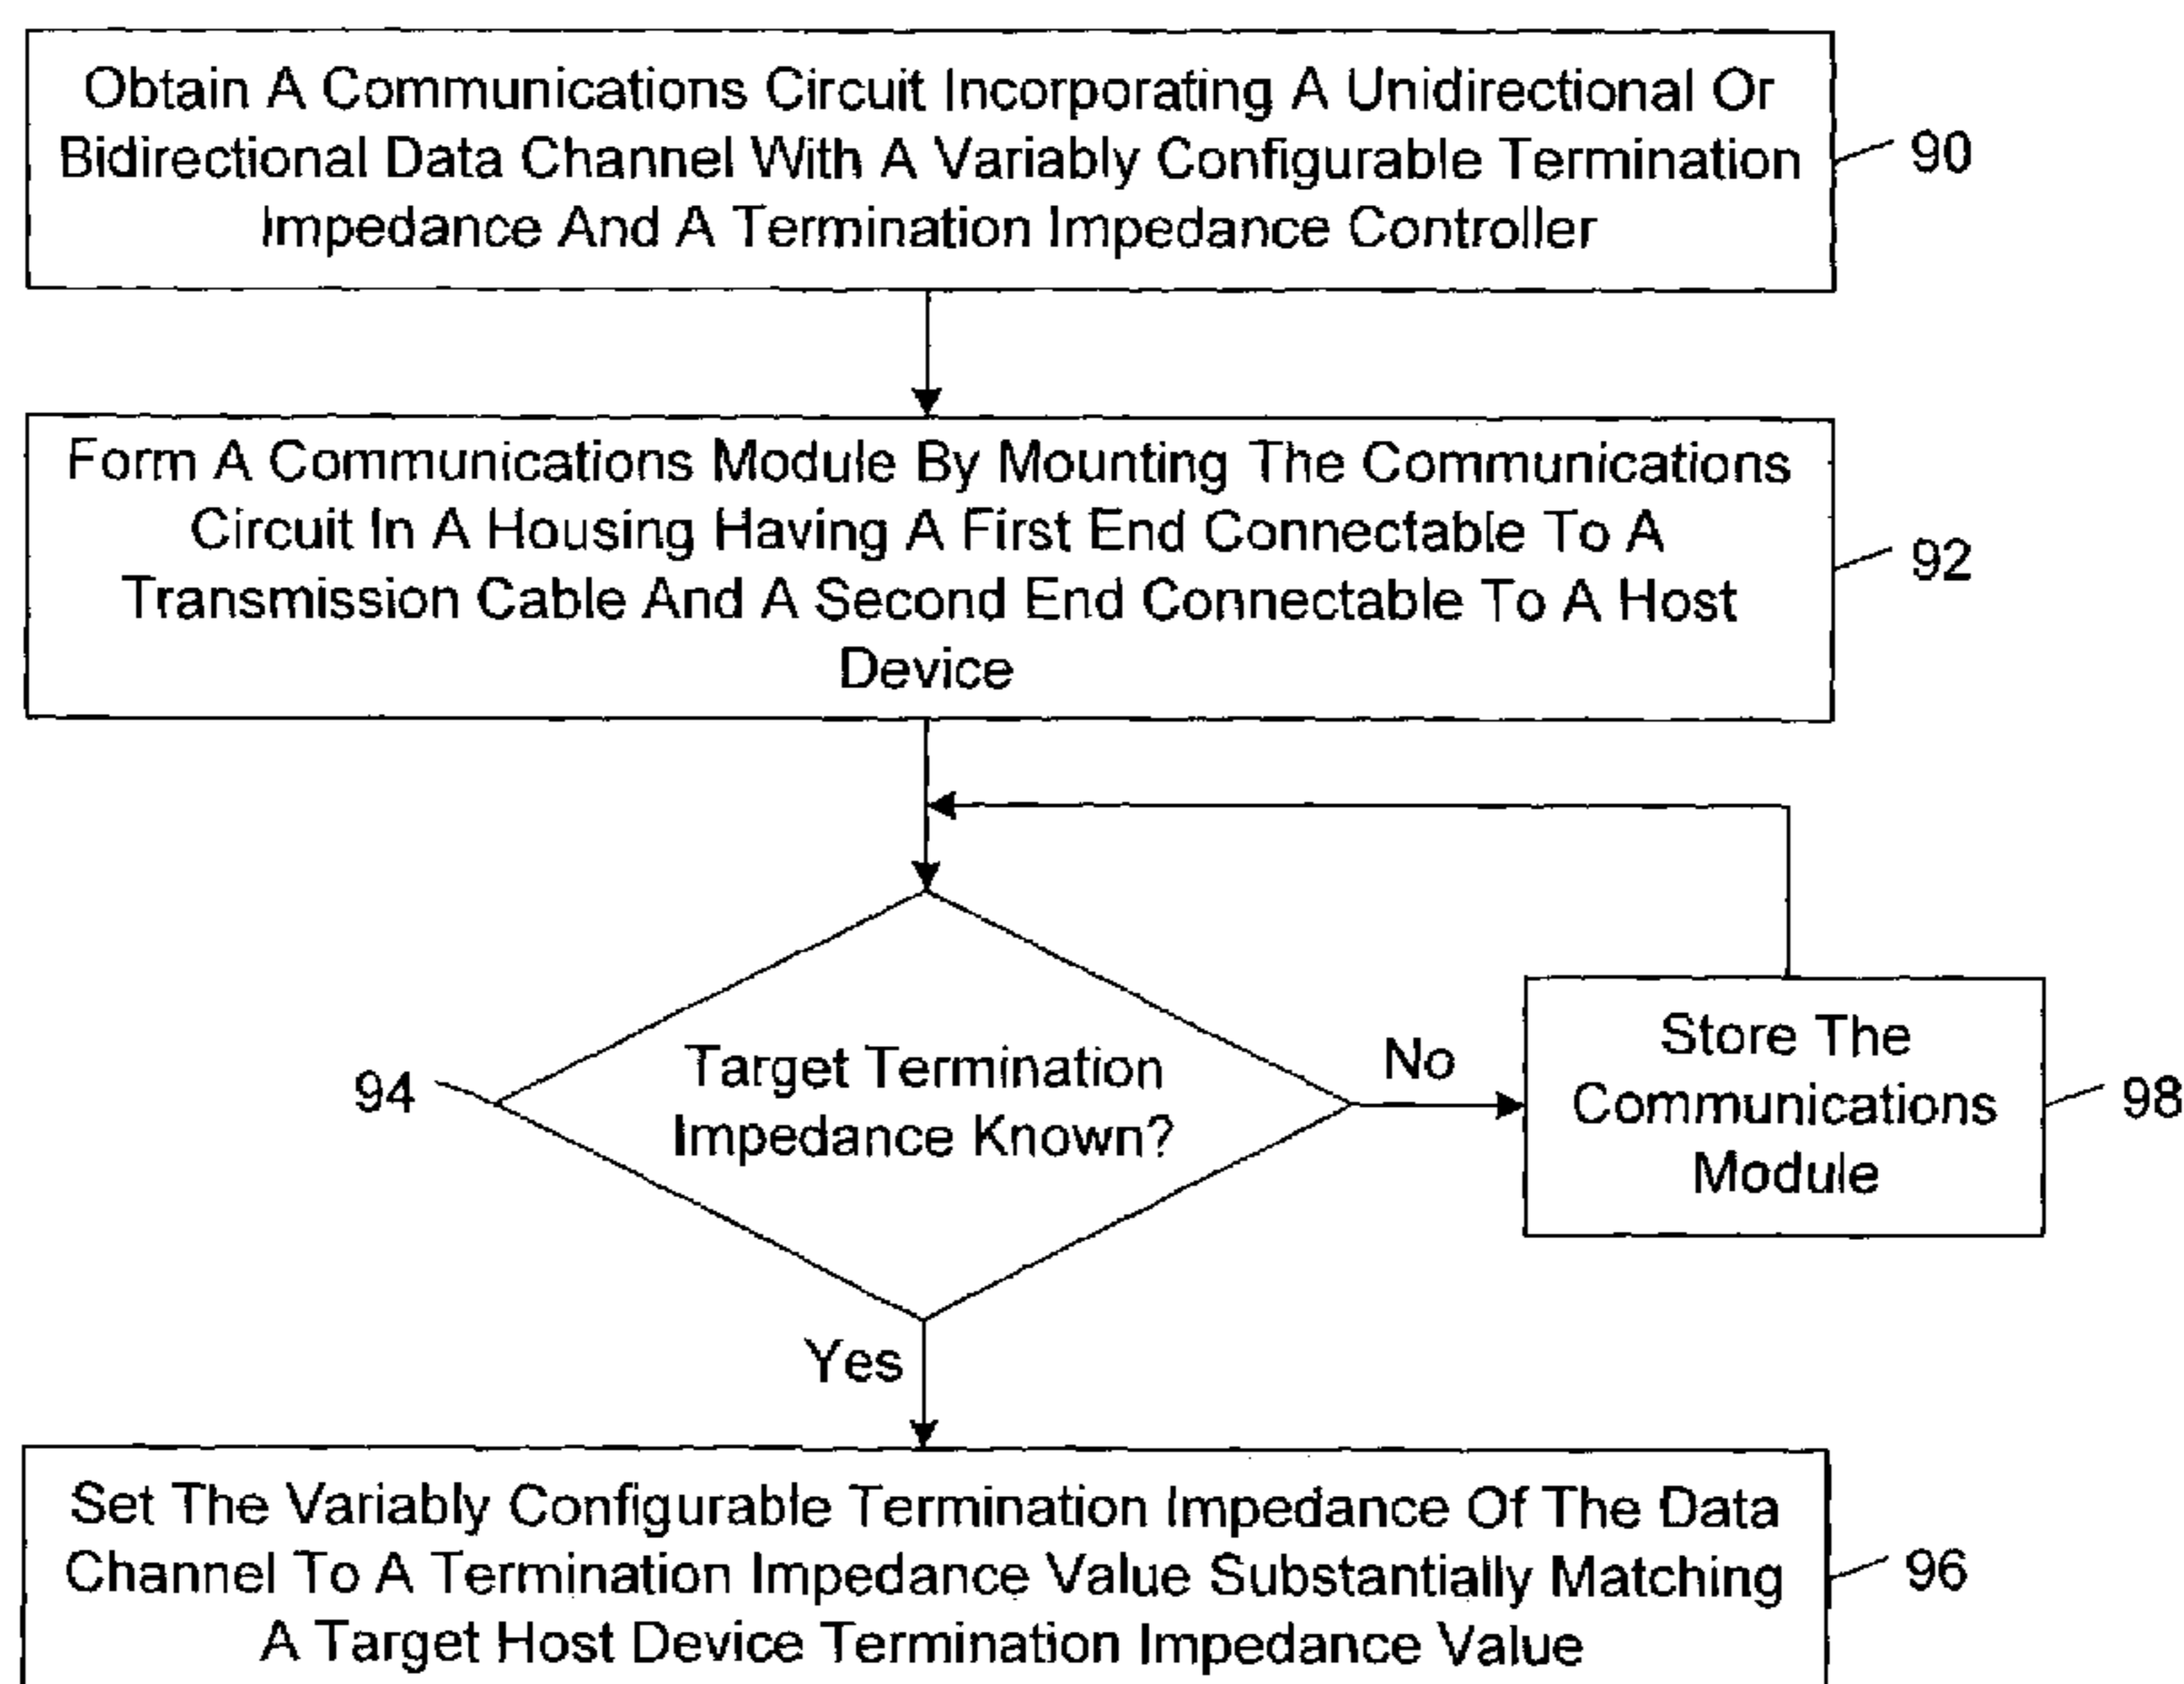 Obtain A Communications Circuit Incorporating A Unidirectional Or
Bidirectional Data Channel With A Variably Configurable Termination
Impedance And A Termination Impedance Controller
90
Form A Communications Module By Mounting The Communications
Circuit In A Housing Having A First End Connectable To A
Transmission Cable And A Second End Connectable To A Host
Device
92
94
Target Termination
Impedance Known?
No
Store The
Communications
Module
98
Yes
Set The Variably Configurable Termination Impedance Of The Data
Channel To A Termination Impedance Value Substantially Matching
A Target Host Device Termination Impedance Value
96